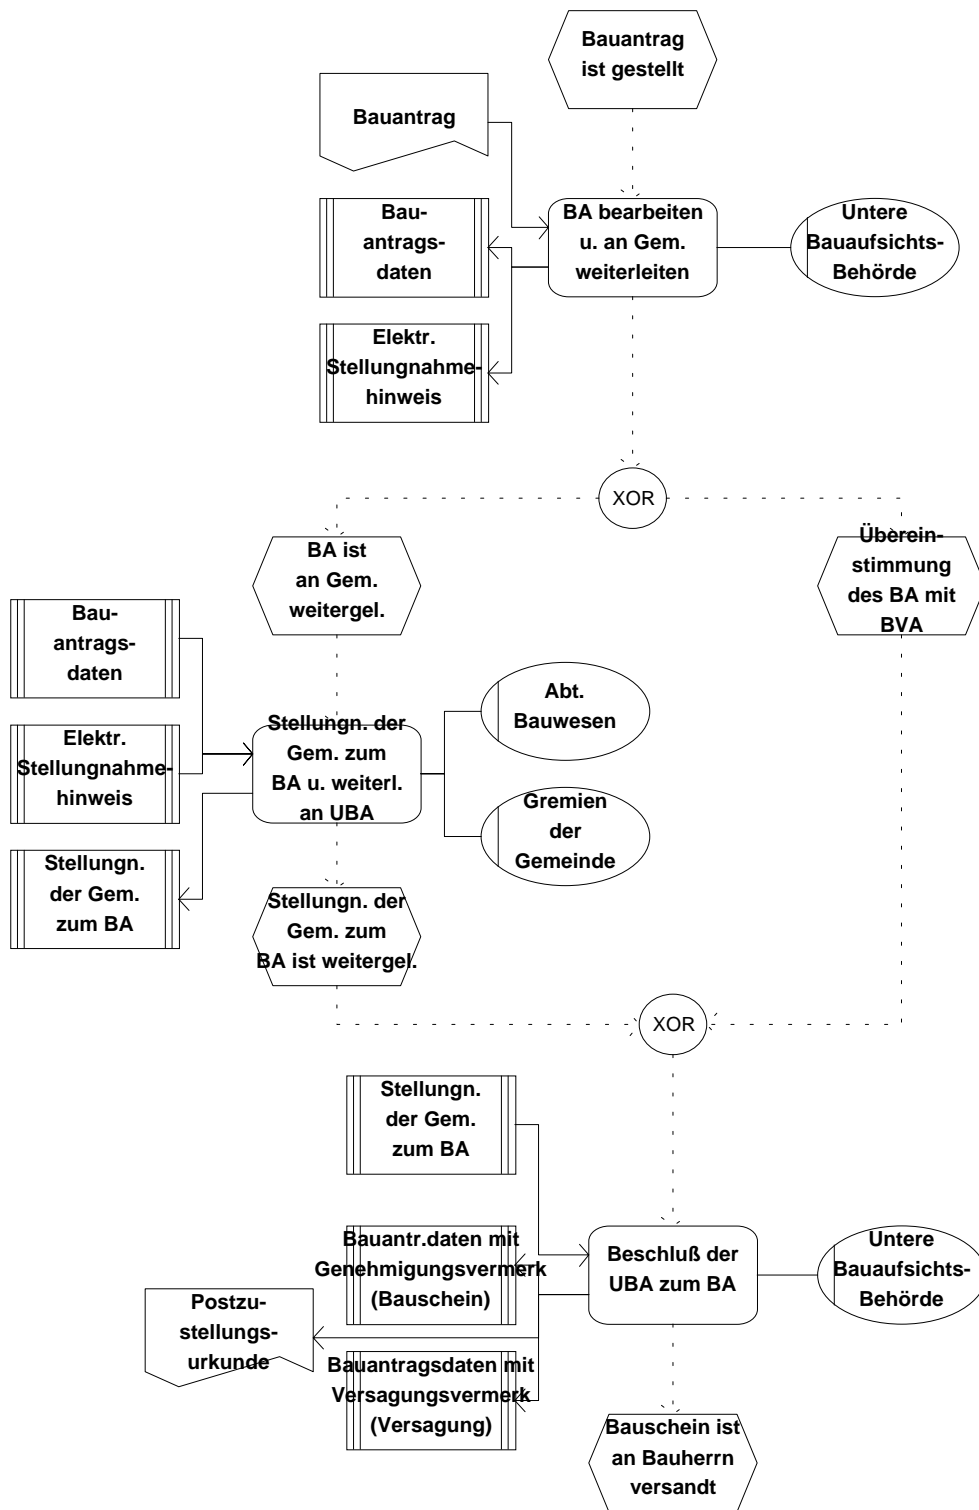 Bauantrag
ist gestellt
Bauantrag
Bau-
antrags-
daten
BA bearbeiten
u. an Gem.
weiterleiten
Untere
Bauaufsichts-
Behörde
Elektr.
Stellungnahme-
hinweis
XOR
BA ist
an Gem.
weitergel.
Überein-
stimmung
des BA mit
BVA
Bau-
antrags-
daten
Elektr.
Stellungnahme-
hinweis
Stellungn. der
Gem. zum
BA u. weiterl.
an UBA
Abt.
Bauwesen
Gremien
der
Gemeinde
Stellungn.
der Gem.
zum BA
Stellungn. der
Gem. zum
BA ist weitergel.
XOR
Stellungn.
der Gem.
zum BA
Bauantr.daten mit
Genehmigungsvermerk
(Bauschein)
Beschluß der
UBA zum BA
Untere
Bauaufsichts-
Behörde
Postzu-
stellungs-
urkunde
Bauantragsdaten mit
Versagungsvermerk
(Versagung)
Bauschein ist
an Bauherrn
versandt